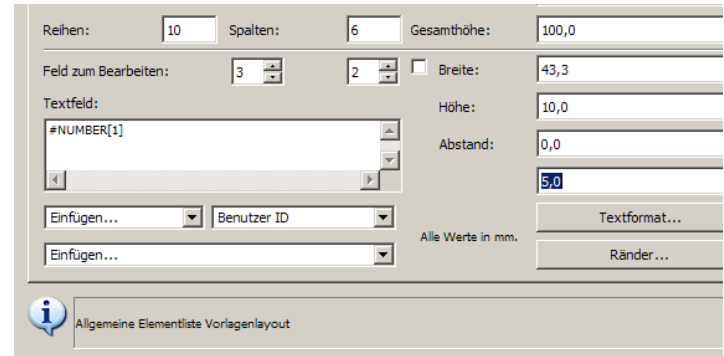 Reihen: 10 Spalten: 6 Gesamthöhe: 100,0
Feld zum Bearbeiten: 3 2 Breite: 43,3
Textfeld: Höhe: 10,0
#NUMBER[1]
Abstand: 0,0
5,0
Einfügen... Benutzer ID Textformat...
Alle Werte in mm.
Einfügen... Ränder...
Allgemeine Elementliste Vorlagenlayout